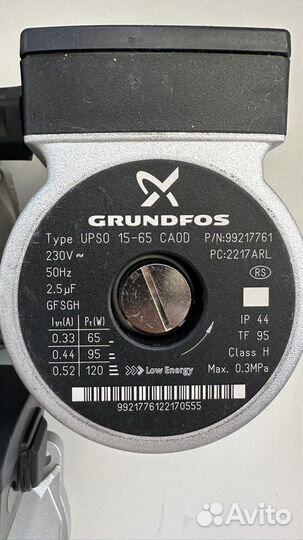 GRUNDFOS
Type UPSO 15-65 CAOD P/N:99217761
230V ~ PC:2217ARL
50Hz RS
2.5µF
GFSGH IP 44
I₁/₁(A) P₁(W) TF 95
0.33 65 Class H
0.44 95 Max. 0.3MPa
0.52 120 Low Energy
9921776122170555
Avito